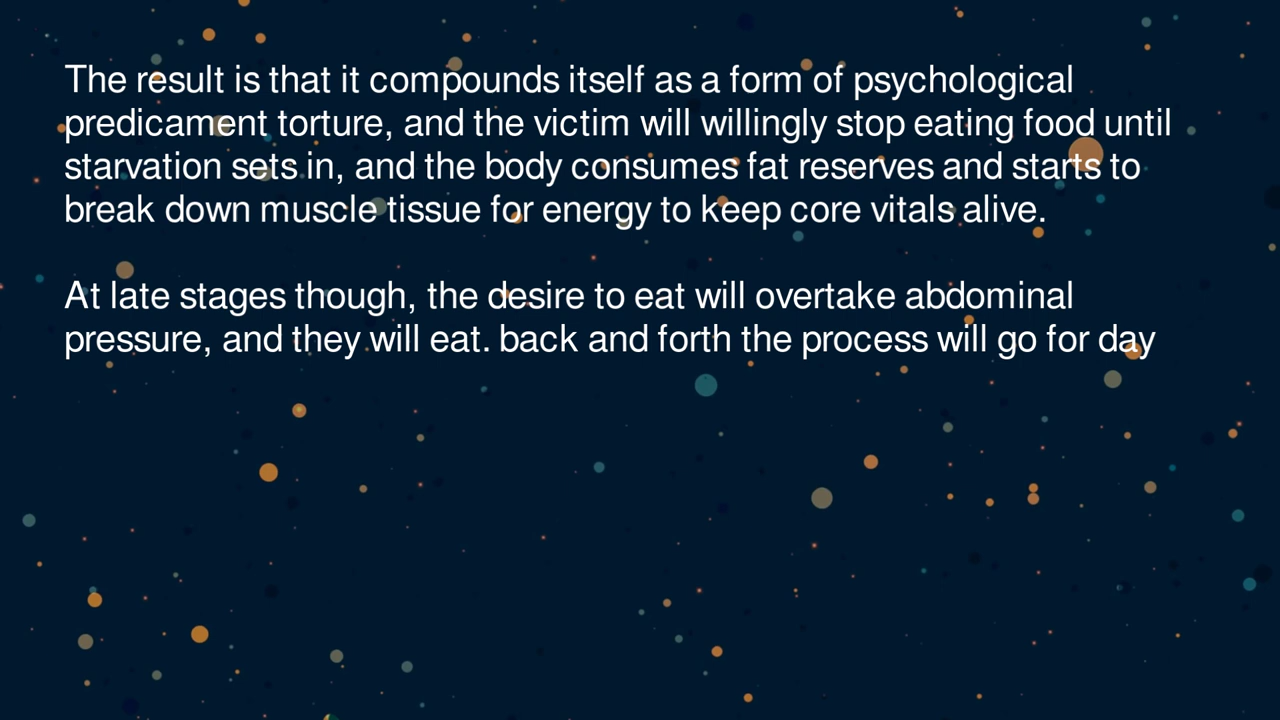 The result is that it compounds itself as a form of psychological
predicament torture, and the victim will willingly stop eating food until
starvation sets in, and the body consumes fat reserves and starts to
break down muscle tissue for energy to keep core vitals alive.
At late stages though, the desire to eat will overtake abdominal
pressure, and they will eat. back and forth the process will go for day